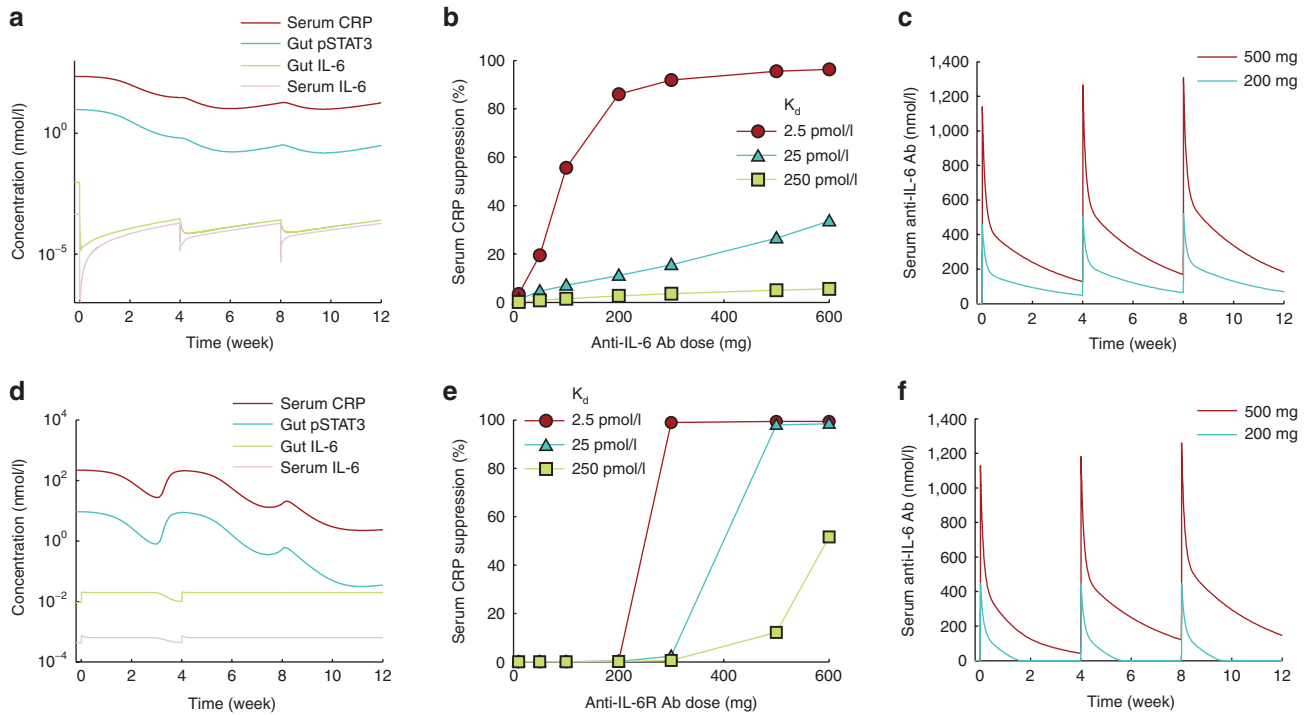 a
Serum CRP
Gut pSTAT3
Gut IL-6
Serum IL-6
10⁰
10⁻⁵
Concentration (nmol/l)
0 2 4 6 8 10 12
Time (week)
b
100
80
60
40
20
0
Serum CRP suppression (%)
K_d
2.5 pmol/l
25 pmol/l
250 pmol/l
0 200 400 600
Anti-IL-6 Ab dose (mg)
c
500 mg
200 mg
1,400
1,200
1,000
800
600
400
200
0
Serum anti-IL-6 Ab (nmol/l)
0 2 4 6 8 10 12
Time (week)
d
Serum CRP
Gut pSTAT3
Gut IL-6
Serum IL-6
10⁴
10²
10⁰
10⁻²
10⁻⁴
Concentration (nmol/l)
0 2 4 6 8 10 12
Time (week)
e
K_d
2.5 pmol/l
25 pmol/l
250 pmol/l
100
80
60
40
20
0
Serum CRP suppression (%)
0 200 400 600
Anti-IL-6R Ab dose (mg)
f
500 mg
200 mg
1,400
1,200
1,000
800
600
400
200
0
Serum anti-IL-6 Ab (nmol/l)
0 2 4 6 8 10 12
Time (week)